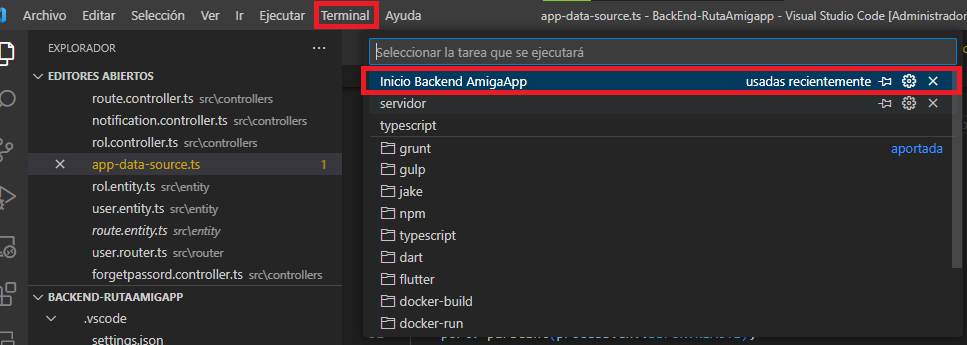 Archivo Editar Selección Ver Ir Ejecutar Terminal Ayuda app-data-source.ts - BackEnd-RutaAmigapp - Visual Studio Code [Administrador
EXPLORADOR
EDITORES ABIERTOS
route.controller.ts src\controllers
notification.controller.ts src\controllers
rol.controller.ts src\controllers
app-data-source.ts 1
rol.entity.ts src\entity
user.entity.ts src\entity
route.entity.ts src\entity
user.router.ts src\router
forgetpassord.controller.ts src\controllers
BACKEND-RUTAAMIGAPP
.vscode
settings.json
Seleccionar la tarea que se ejecutará
Inicio Backend AmigaApp usadas recientemente
servidor
typescript
grunt aportada
gulp
jake
npm
typescript
dart
flutter
docker-build
docker-run